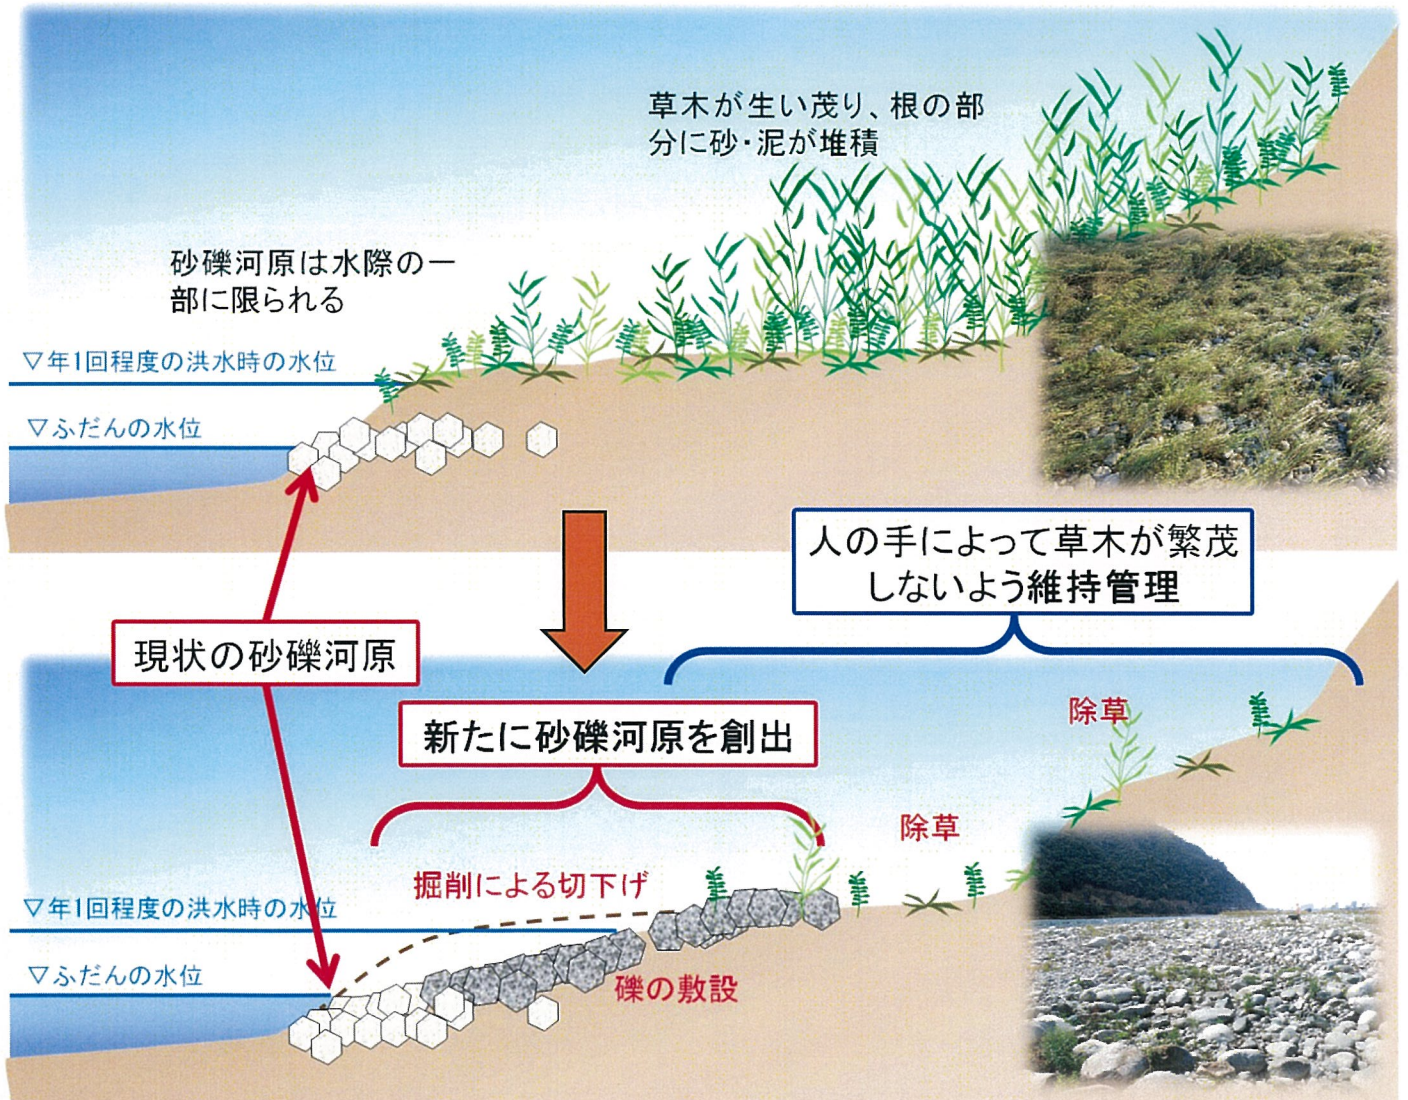 草木が生い茂り、根の部
分に砂・泥が堆積
砂礫河原は水際の一
部に限られる
▽年1回程度の洪水時の水位
▽ふだんの水位
人の手によって草木が繁茂
しないよう維持管理
現状の砂礫河原
新たに砂礫河原を創出
除草
除草
掘削による切下げ
▽年1回程度の洪水時の水位
▽ふだんの水位
礫の敷設